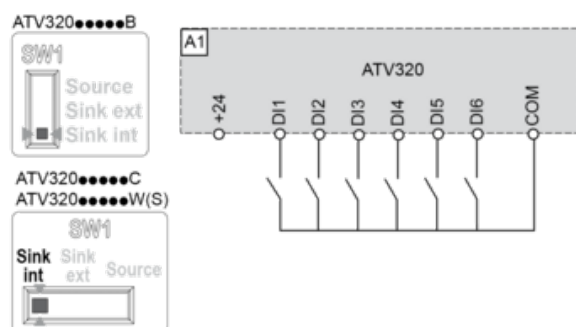 ATV320●●●●●B
SW1
Source
Sink ext
Sink int
A1
ATV320
+24
DI1
DI2
DI3
DI4
DI5
DI6
COM
ATV320●●●●●C
ATV320●●●●●W(S)
SW1
Sink int
Sink ext
Source